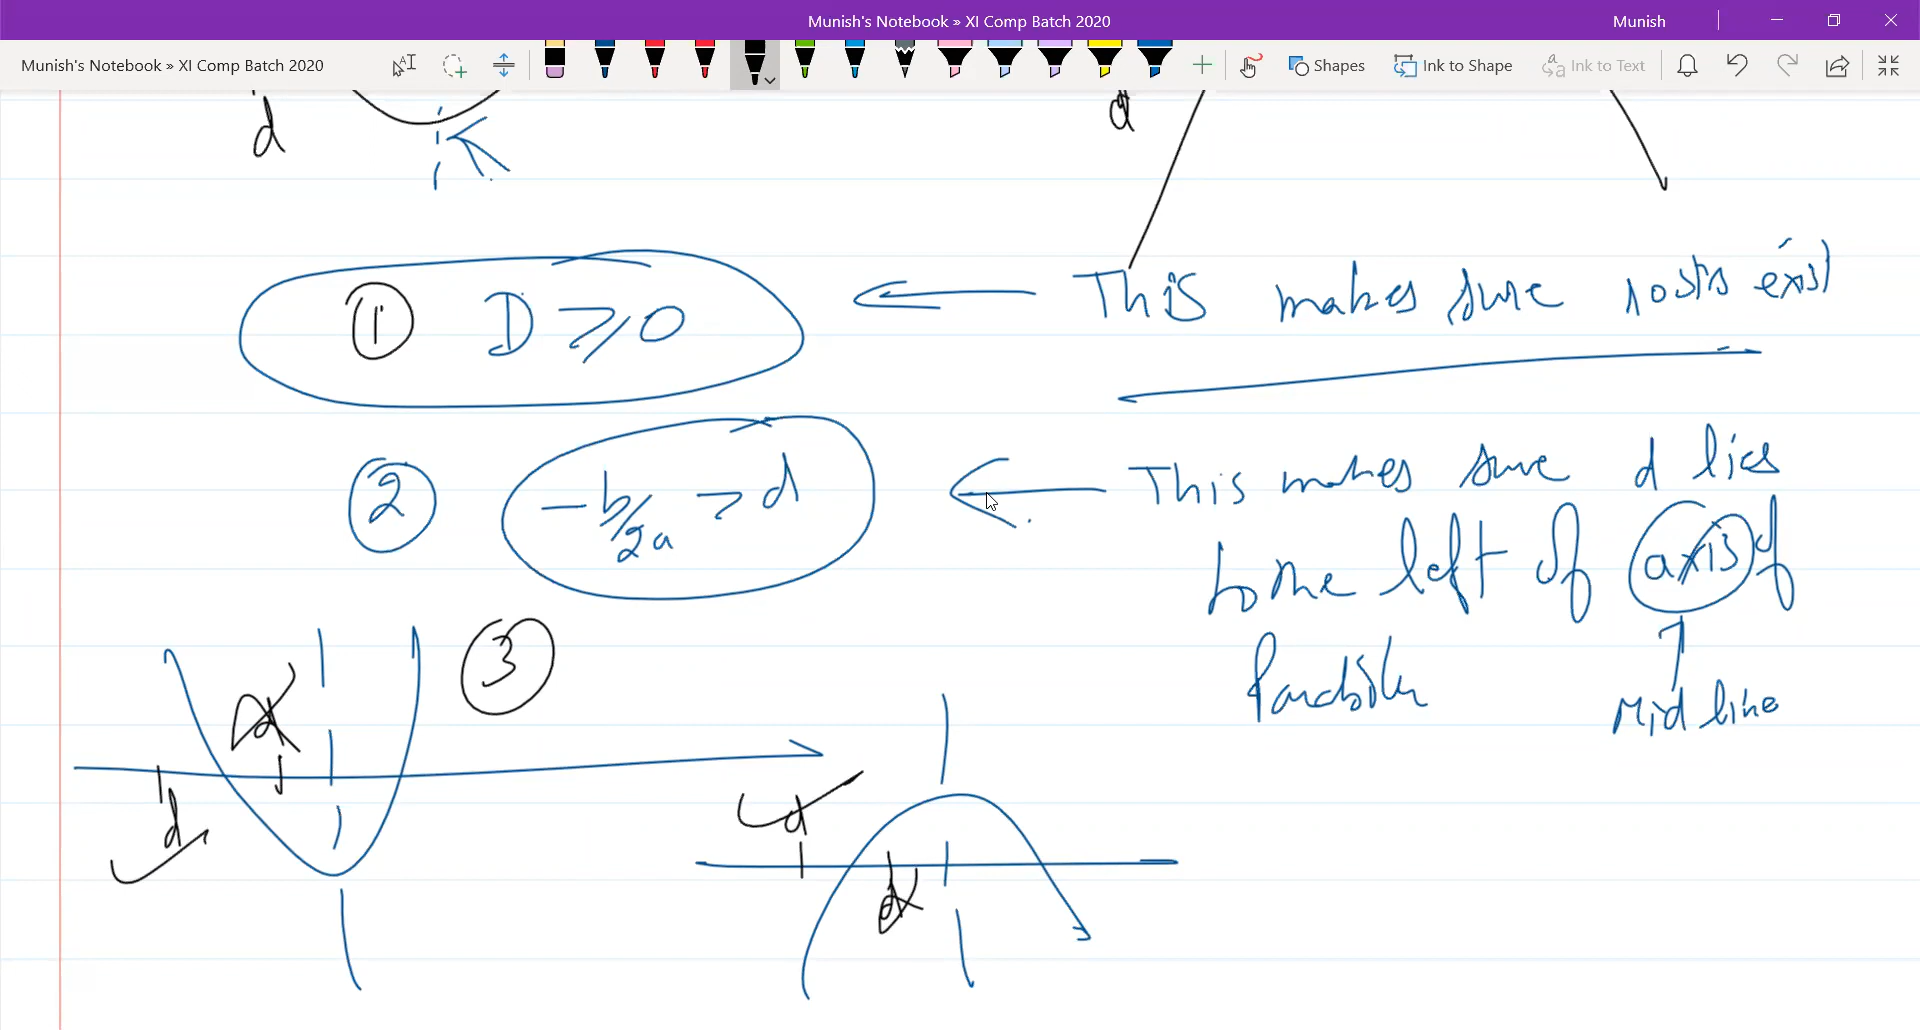 Munish's Notebook » XI Comp Batch 2020
Munish
Munish's Notebook » XI Comp Batch 2020
Shapes
Ink to Shape
Ink to Text
d
d
① D ⩾ 0
This makes sure roots exist
② -b/2a > d
This makes sure d lies
to the left of axis of
Parabola
Mid line
③
d
d
d
d